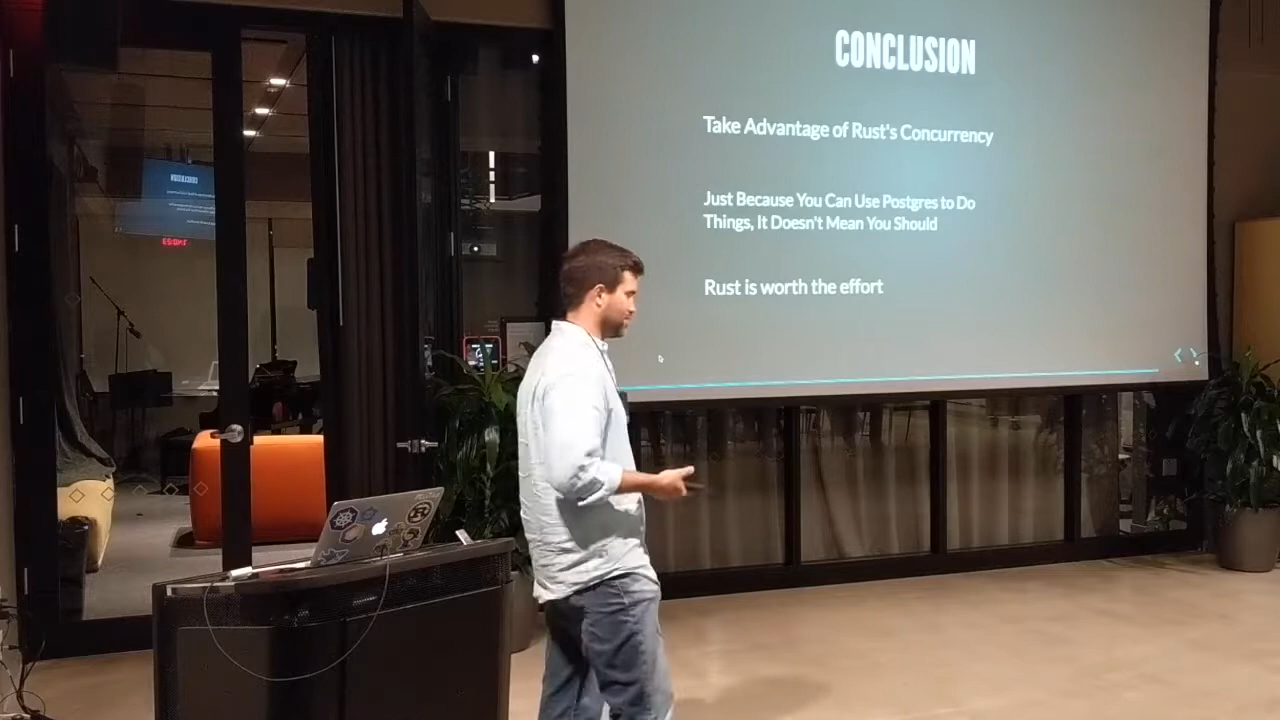 CONCLUSION
Take Advantage of Rust's Concurrency
Just Because You Can Use Postgres to Do
Things, It Doesn't Mean You Should
Rust is worth the effort